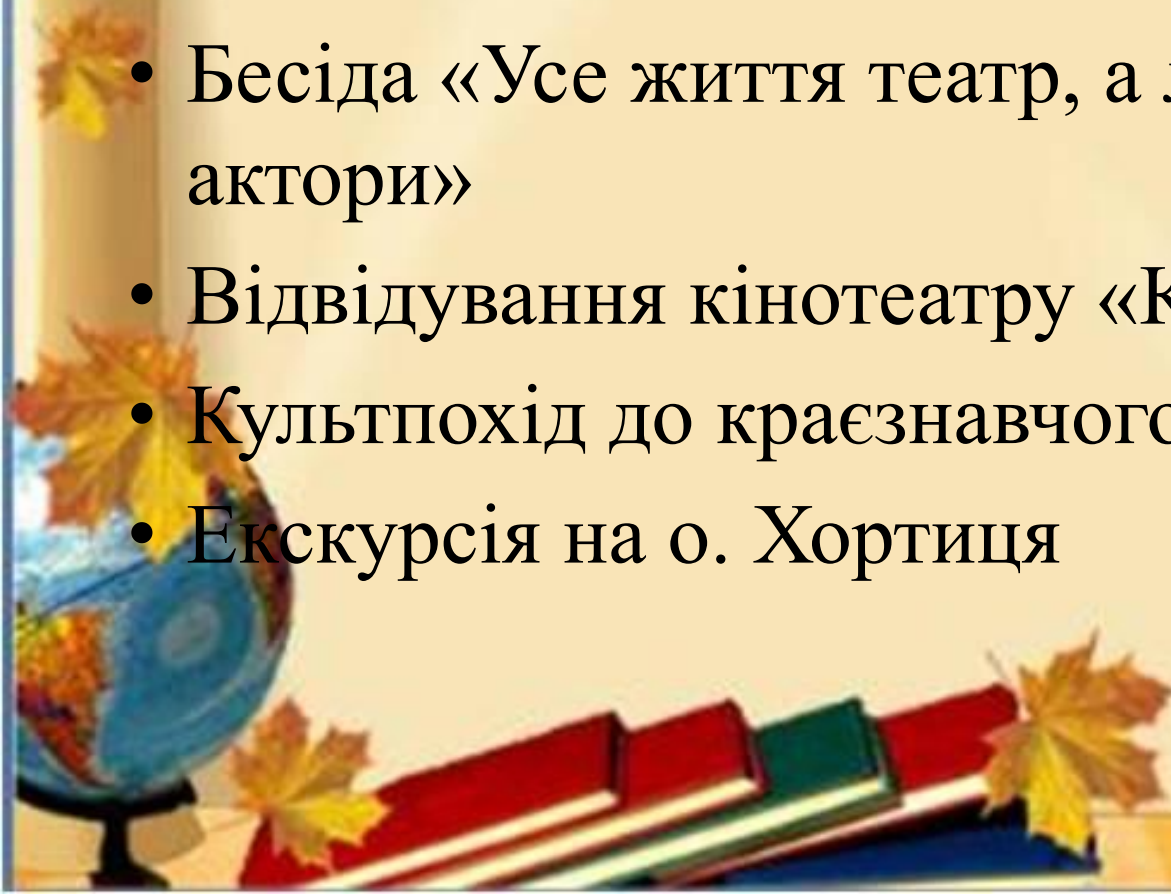 • Бесіда «Усе життя театр, а
актори»
• Відвідування кінотеатру
• Культпохід до краєзнавчого
• Екскурсія на о. Хортиця